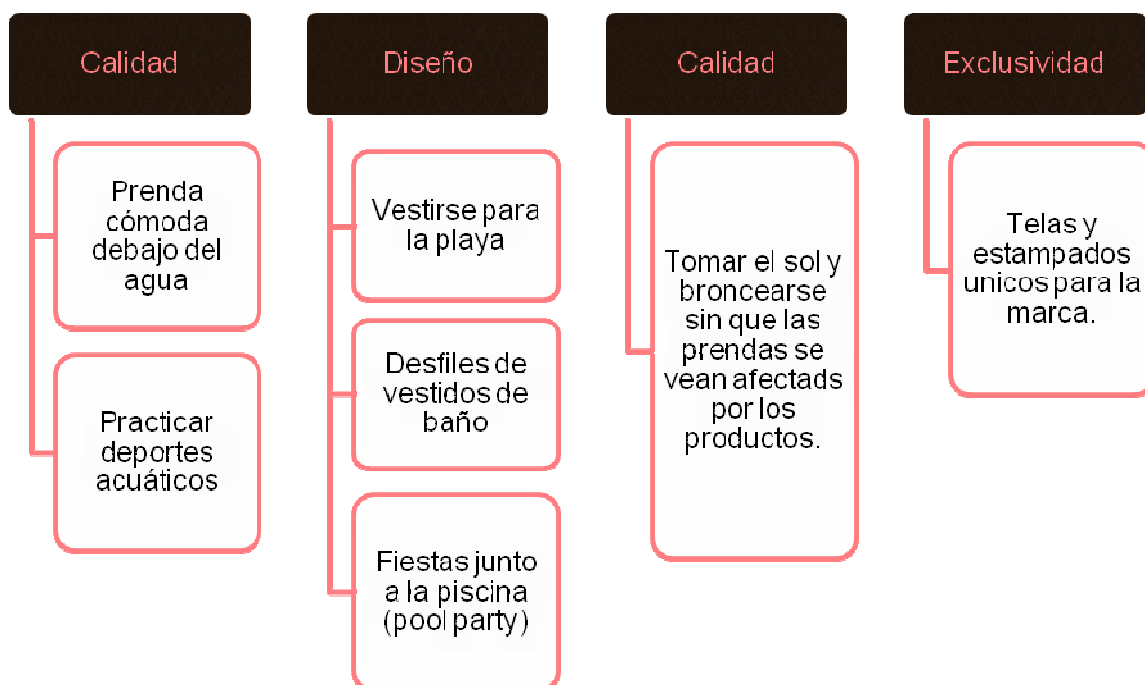 Calidad
Prenda
cómoda
debajo del
agua
Practicar
deportes
acuáticos
Diseño
Vestirse para
la playa
Desfiles de
vestidos de
baño
Fiestas junto
a la piscina
(pool party)
Calidad
Tomar el sol y
broncearse
sin que las
prendas se
vean afectads
por los
productos.
Exclusividad
Telas y
estampados
unicos para la
marca.